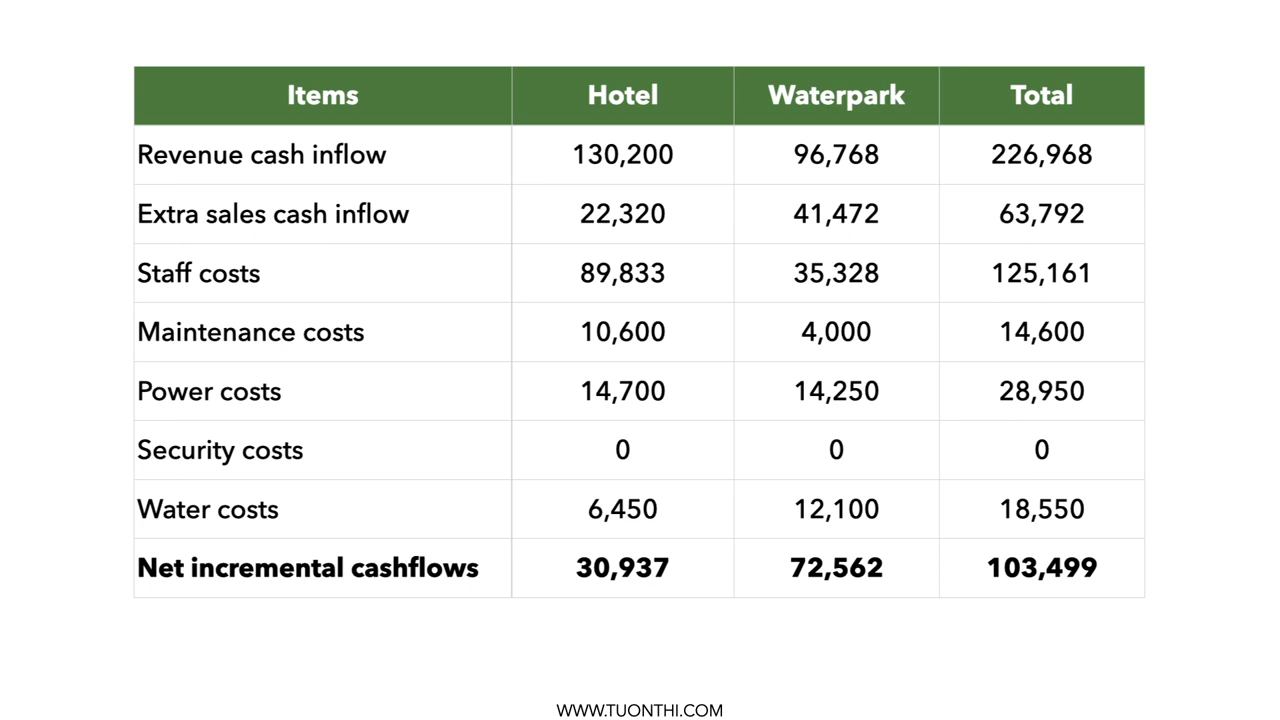 Items Hotel Waterpark Total
Revenue cash inflow 130,200 96,768 226,968
Extra sales cash inflow 22,320 41,472 63,792
Staff costs 89,833 35,328 125,161
Maintenance costs 10,600 4,000 14,600
Power costs 14,700 14,250 28,950
Security costs 0 0 0
Water costs 6,450 12,100 18,550
Net incremental cashflows 30,937 72,562 103,499
WWW.TUONTHI.COM